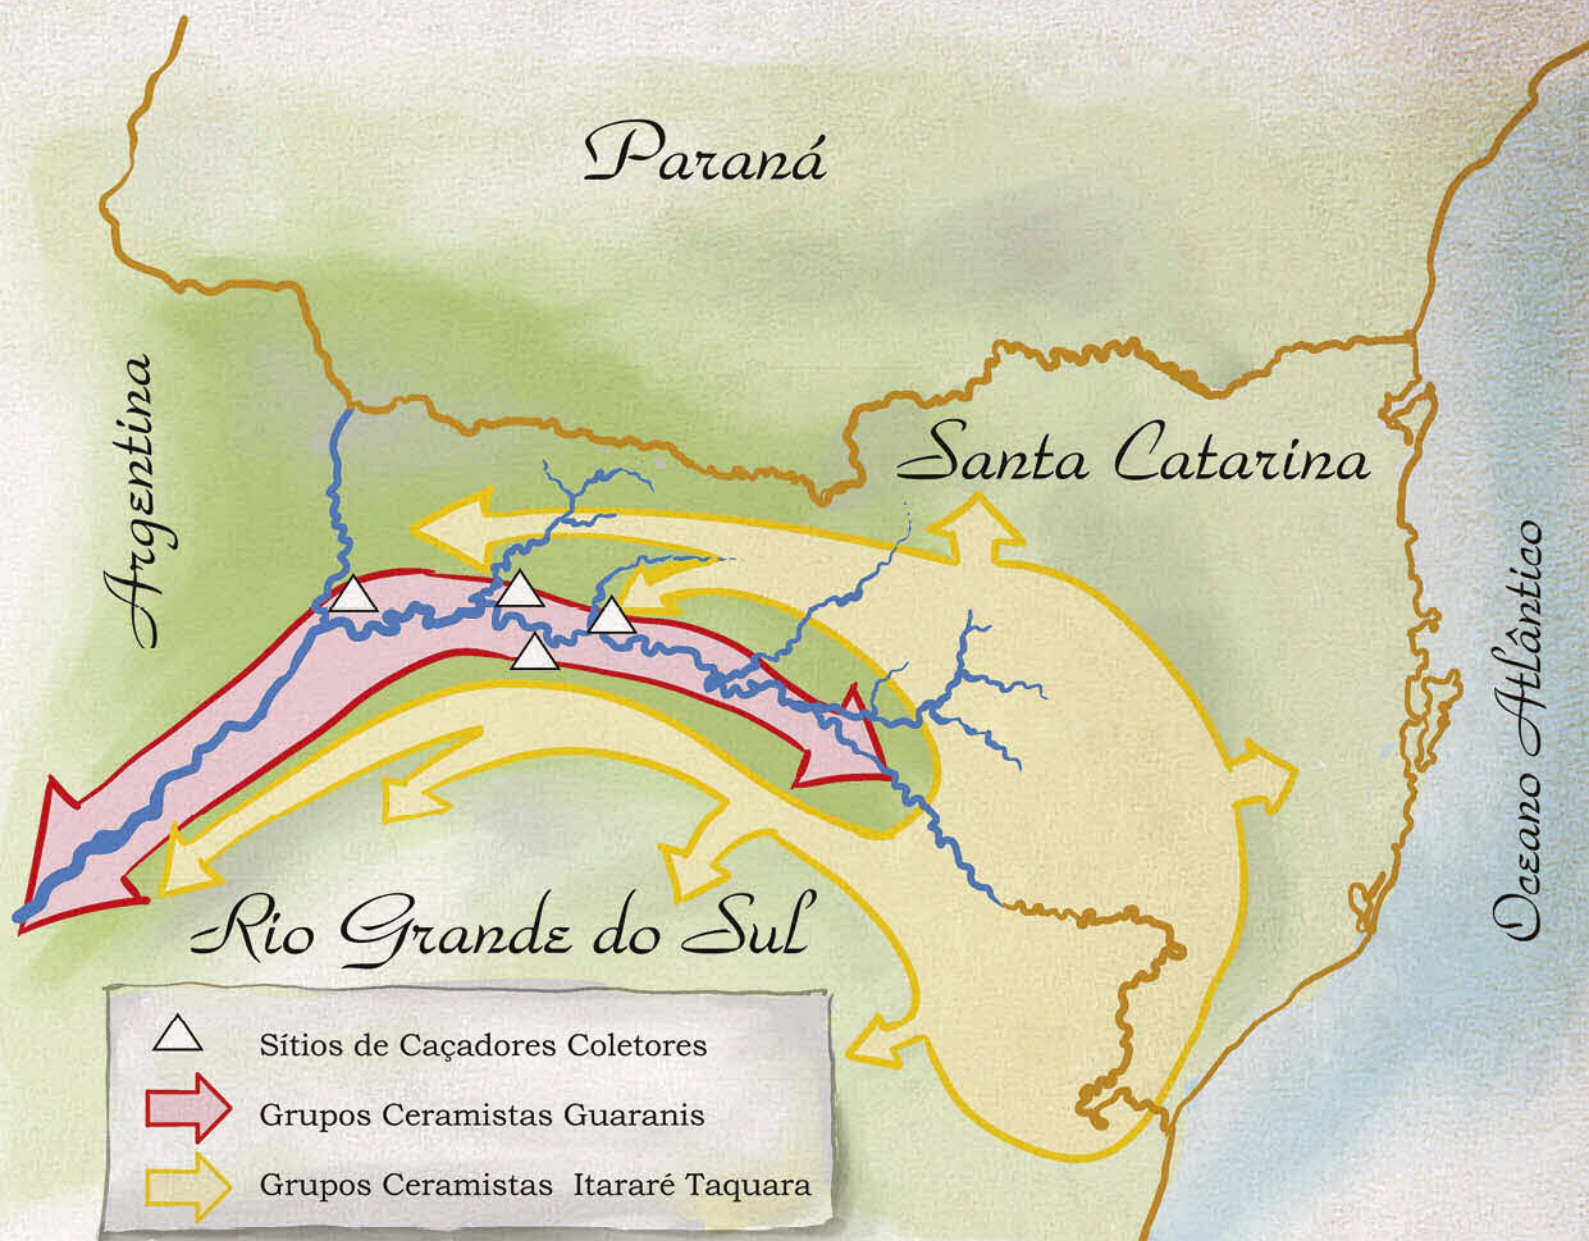 Paraná
Argentina
Santa Catarina
Oceano Atlântico
Rio Grande do Sul
Sítios de Caçadores Coletores
Grupos Ceramistas Guaranis
Grupos Ceramistas Itararé Taquara